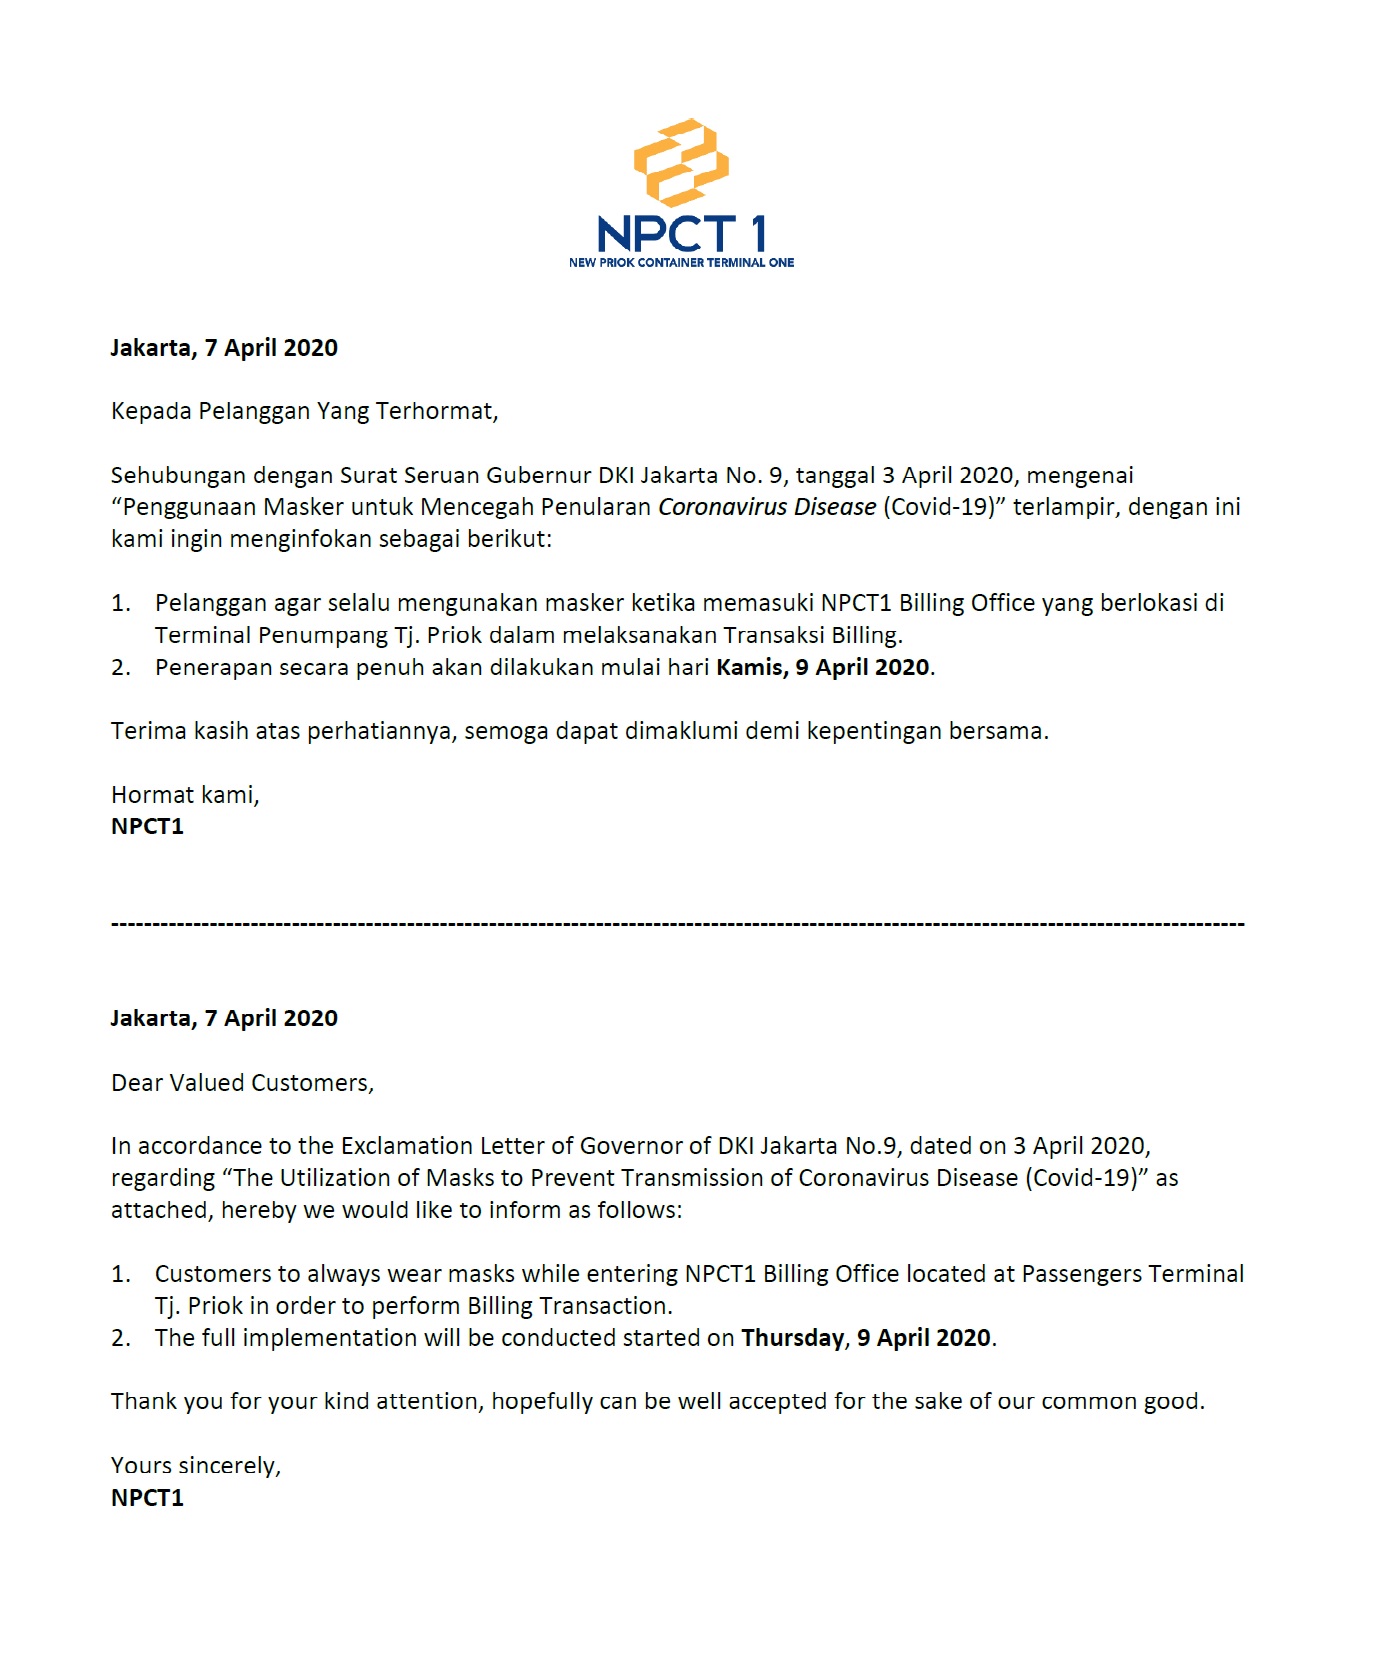 NPCT 1
NEW PRIOK CONTAINER TERMINAL ONE
Jakarta, 7 April 2020
Kepada Pelanggan Yang Terhormat,
Sehubungan dengan Surat Seruan Gubernur DKI Jakarta No. 9, tanggal 3 April 2020, mengenai
“Penggunaan Masker untuk Mencegah Penularan Coronavirus Disease (Covid-19)” terlampir, dengan ini
kami ingin menginfokan sebagai berikut:
1. Pelanggan agar selalu mengunakan masker ketika memasuki NPCT1 Billing Office yang berlokasi di
Terminal Penumpang Tj. Priok dalam melaksanakan Transaksi Billing.
2. Penerapan secara penuh akan dilakukan mulai hari Kamis, 9 April 2020.
Terima kasih atas perhatiannya, semoga dapat dimaklumi demi kepentingan bersama.
Hormat kami,
NPCT1
Jakarta, 7 April 2020
Dear Valued Customers,
In accordance to the Exclamation Letter of Governor of DKI Jakarta No.9, dated on 3 April 2020,
regarding “The Utilization of Masks to Prevent Transmission of Coronavirus Disease (Covid-19)” as
attached, hereby we would like to inform as follows:
1. Customers to always wear masks while entering NPCT1 Billing Office located at Passengers Terminal
Tj. Priok in order to perform Billing Transaction.
2. The full implementation will be conducted started on Thursday, 9 April 2020.
Thank you for your kind attention, hopefully can be well accepted for the sake of our common good.
Yours sincerely,
NPCT1